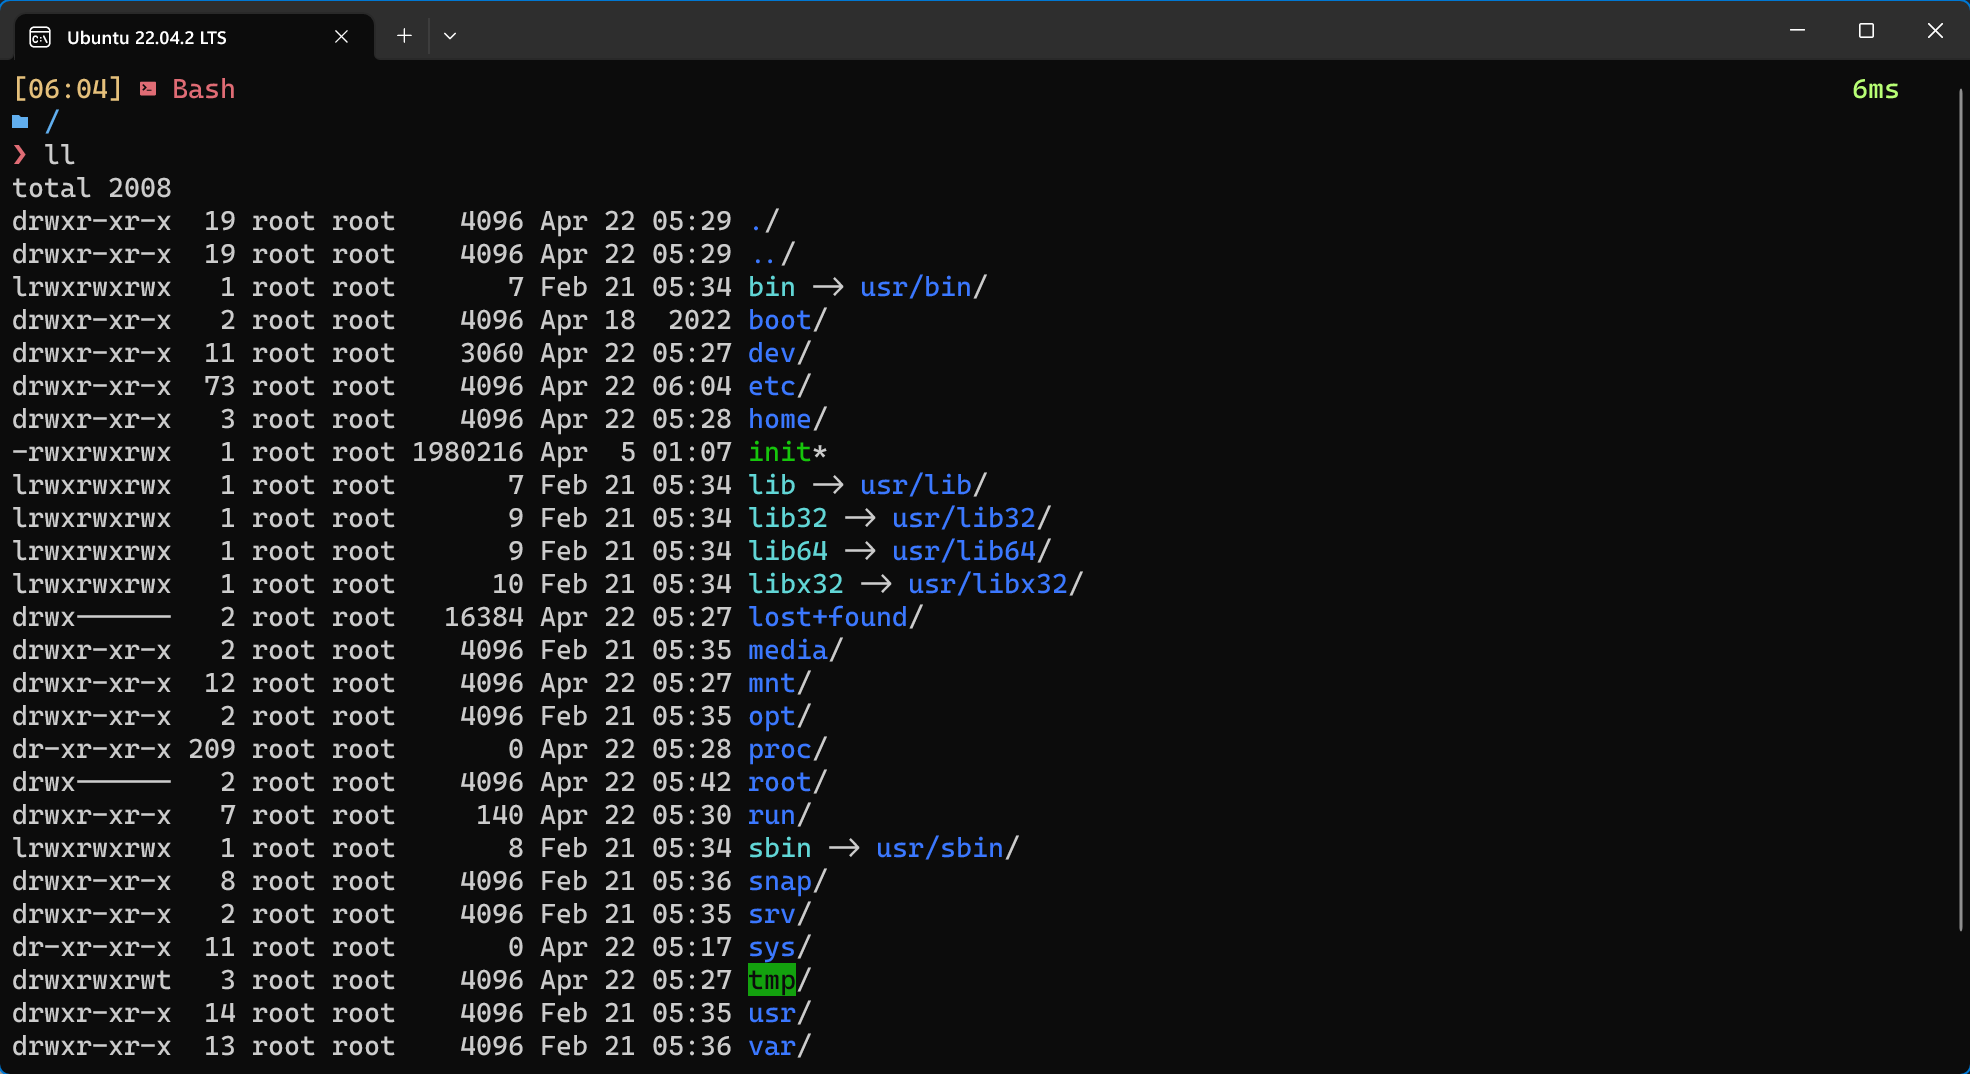 Ubuntu 22.04.2 LTS
[06:04] Bash 6ms
/
❯ ll
total 2008
drwxr-xr-x  19 root root    4096 Apr 22 05:29 ./
drwxr-xr-x  19 root root    4096 Apr 22 05:29 ../
lrwxrwxrwx   1 root root       7 Feb 21 05:34 bin -> usr/bin/
drwxr-xr-x   2 root root    4096 Apr 18  2022 boot/
drwxr-xr-x  11 root root    3060 Apr 22 05:27 dev/
drwxr-xr-x  73 root root    4096 Apr 22 06:04 etc/
drwxr-xr-x   3 root root    4096 Apr 22 05:28 home/
-rwxrwxrwx   1 root root 1980216 Apr  5 01:07 init*
lrwxrwxrwx   1 root root       7 Feb 21 05:34 lib -> usr/lib/
lrwxrwxrwx   1 root root       9 Feb 21 05:34 lib32 -> usr/lib32/
lrwxrwxrwx   1 root root       9 Feb 21 05:34 lib64 -> usr/lib64/
lrwxrwxrwx   1 root root      10 Feb 21 05:34 libx32 -> usr/libx32/
drwx------   2 root root   16384 Apr 22 05:27 lost+found/
drwxr-xr-x   2 root root    4096 Feb 21 05:35 media/
drwxr-xr-x  12 root root    4096 Apr 22 05:27 mnt/
drwxr-xr-x   2 root root    4096 Feb 21 05:35 opt/
dr-xr-xr-x 209 root root       0 Apr 22 05:28 proc/
drwx------   2 root root    4096 Apr 22 05:42 root/
drwxr-xr-x   7 root root     140 Apr 22 05:30 run/
lrwxrwxrwx   1 root root       8 Feb 21 05:34 sbin -> usr/sbin/
drwxr-xr-x   8 root root    4096 Feb 21 05:36 snap/
drwxr-xr-x   2 root root    4096 Feb 21 05:35 srv/
dr-xr-xr-x  11 root root       0 Apr 22 05:17 sys/
drwxrwxrwt   3 root root    4096 Apr 22 05:27 tmp/
drwxr-xr-x  14 root root    4096 Feb 21 05:35 usr/
drwxr-xr-x  13 root root    4096 Feb 21 05:36 var/